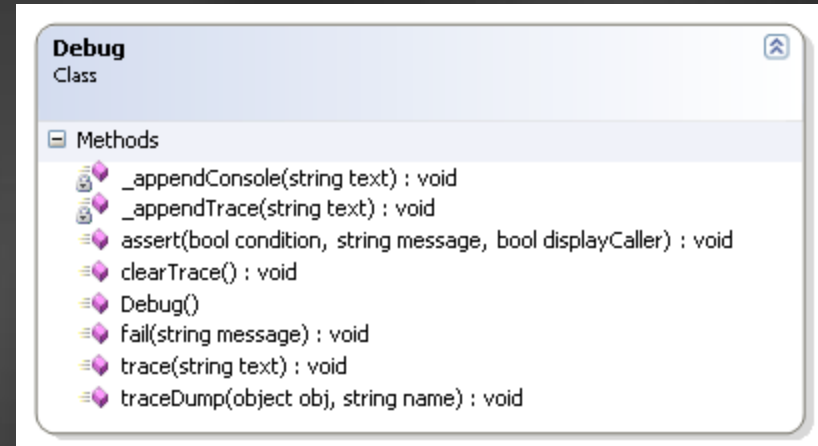 Debug
Class
Methods
_appendConsole(string text) : void
_appendTrace(string text) : void
assert(bool condition, string message, bool displayCaller) : void
clearTrace() : void
Debug()
fail(string message) : void
trace(string text) : void
traceDump(object obj, string name) : void